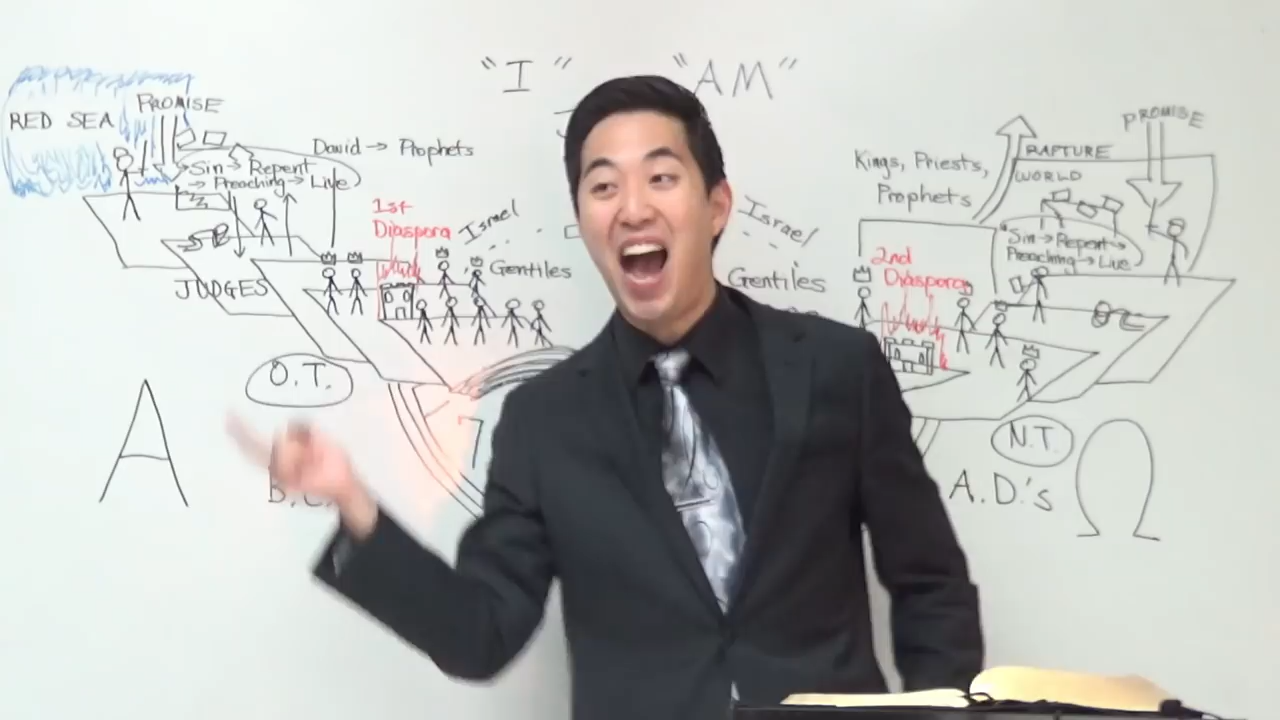 "I" "AM"
RED SEA
PROMISE
Sin → Repent
→ Preaching → Live
David → Prophets
1st
Diaspora
Israel
Gentiles
JUDGES
O.T.
A
Israel
Gentiles
Kings, Priests,
Prophets
2nd
Diaspora
RAPTURE
WORLD
PROMISE
Sin → Repent →
Preaching → Live
N.T.
A.D.'s
Ω